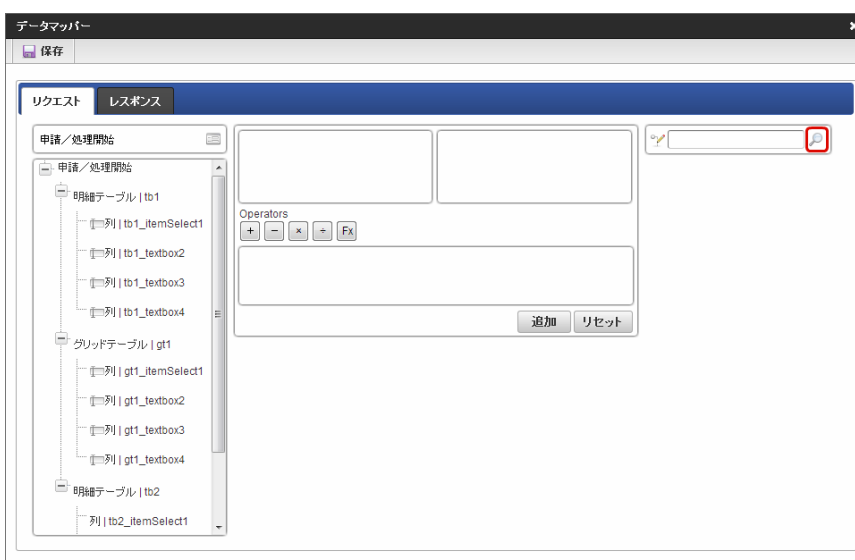 データマッパー
保存
リクエスト レスポンス
申請/処理開始
申請/処理開始
明細テーブル | tb1
列 | tb1_itemSelect1
列 | tb1_textbox2
列 | tb1_textbox3
列 | tb1_textbox4
グリッドテーブル | gt1
列 | gt1_itemSelect1
列 | gt1_textbox2
列 | gt1_textbox3
列 | gt1_textbox4
明細テーブル | tb2
列 | tb2_itemSelect1
Operators
+ − × ÷ Fx
追加 リセット